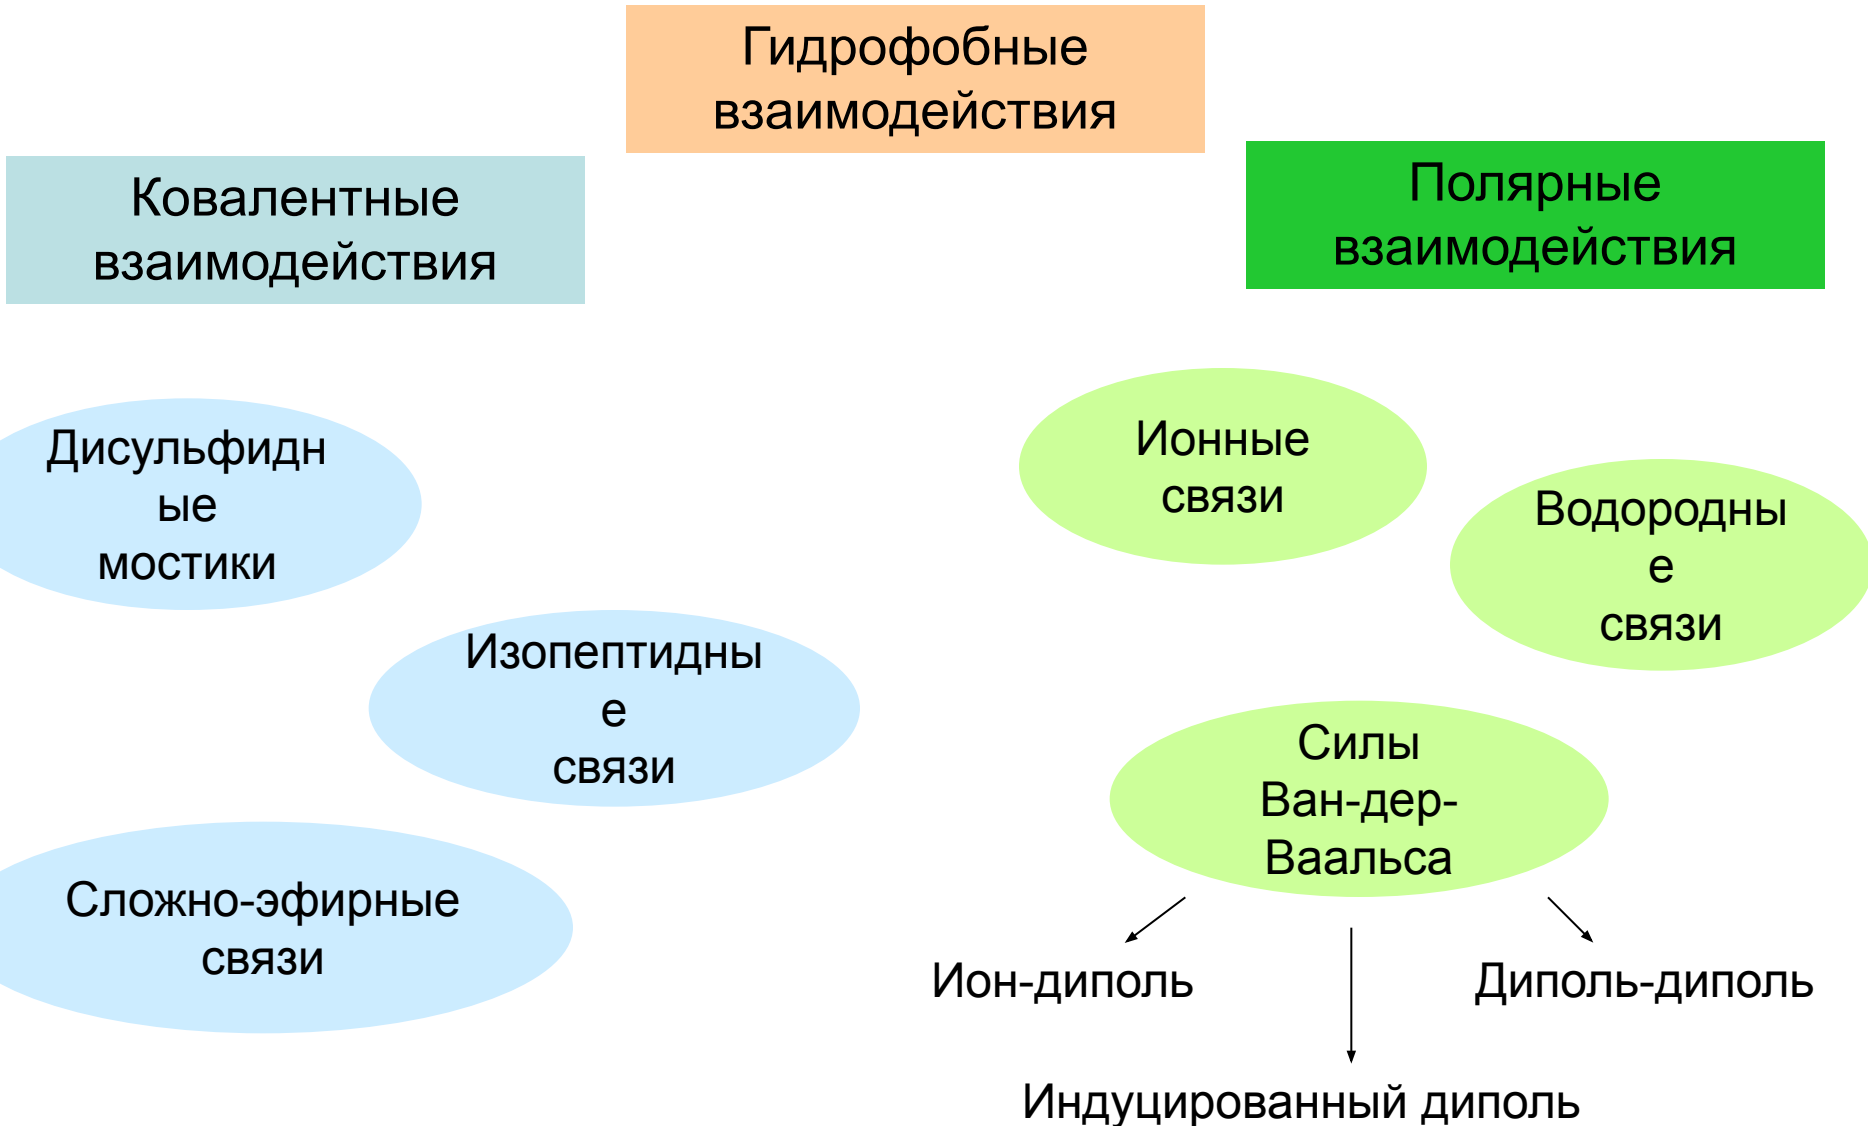 Гидрофобные
взаимодействия
Ковалентные
взаимодействия
Полярные
взаимодействия
Дисульфидн
ые
мостики
Изопептидны
е
связи
Сложно-эфирные
связи
Ионные
связи
Водородны
е
связи
Силы
Ван-дер-
Ваальса
Ион-диполь
Диполь-диполь
Индуцированный диполь